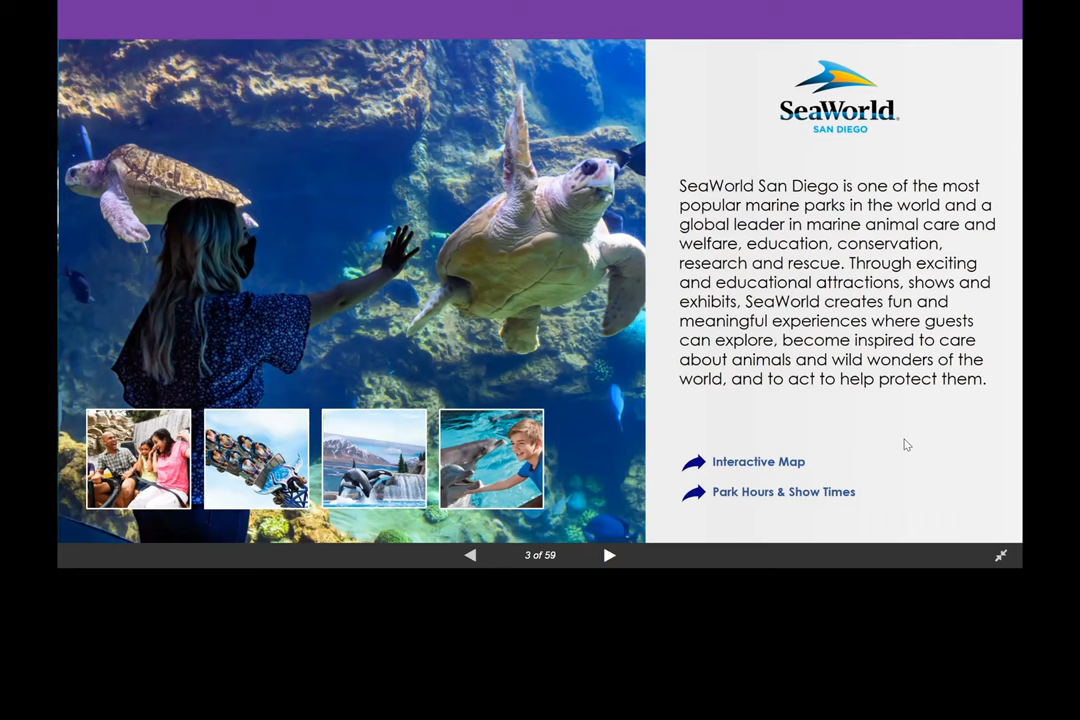 SeaWorld®
SAN DIEGO
SeaWorld San Diego is one of the most
popular marine parks in the world and a
global leader in marine animal care and
welfare, education, conservation,
research and rescue. Through exciting
and educational attractions, shows and
exhibits, SeaWorld creates fun and
meaningful experiences where guests
can explore, become inspired to care
about animals and wild wonders of the
world, and to act to help protect them.
Interactive Map
Park Hours & Show Times
3 of 59